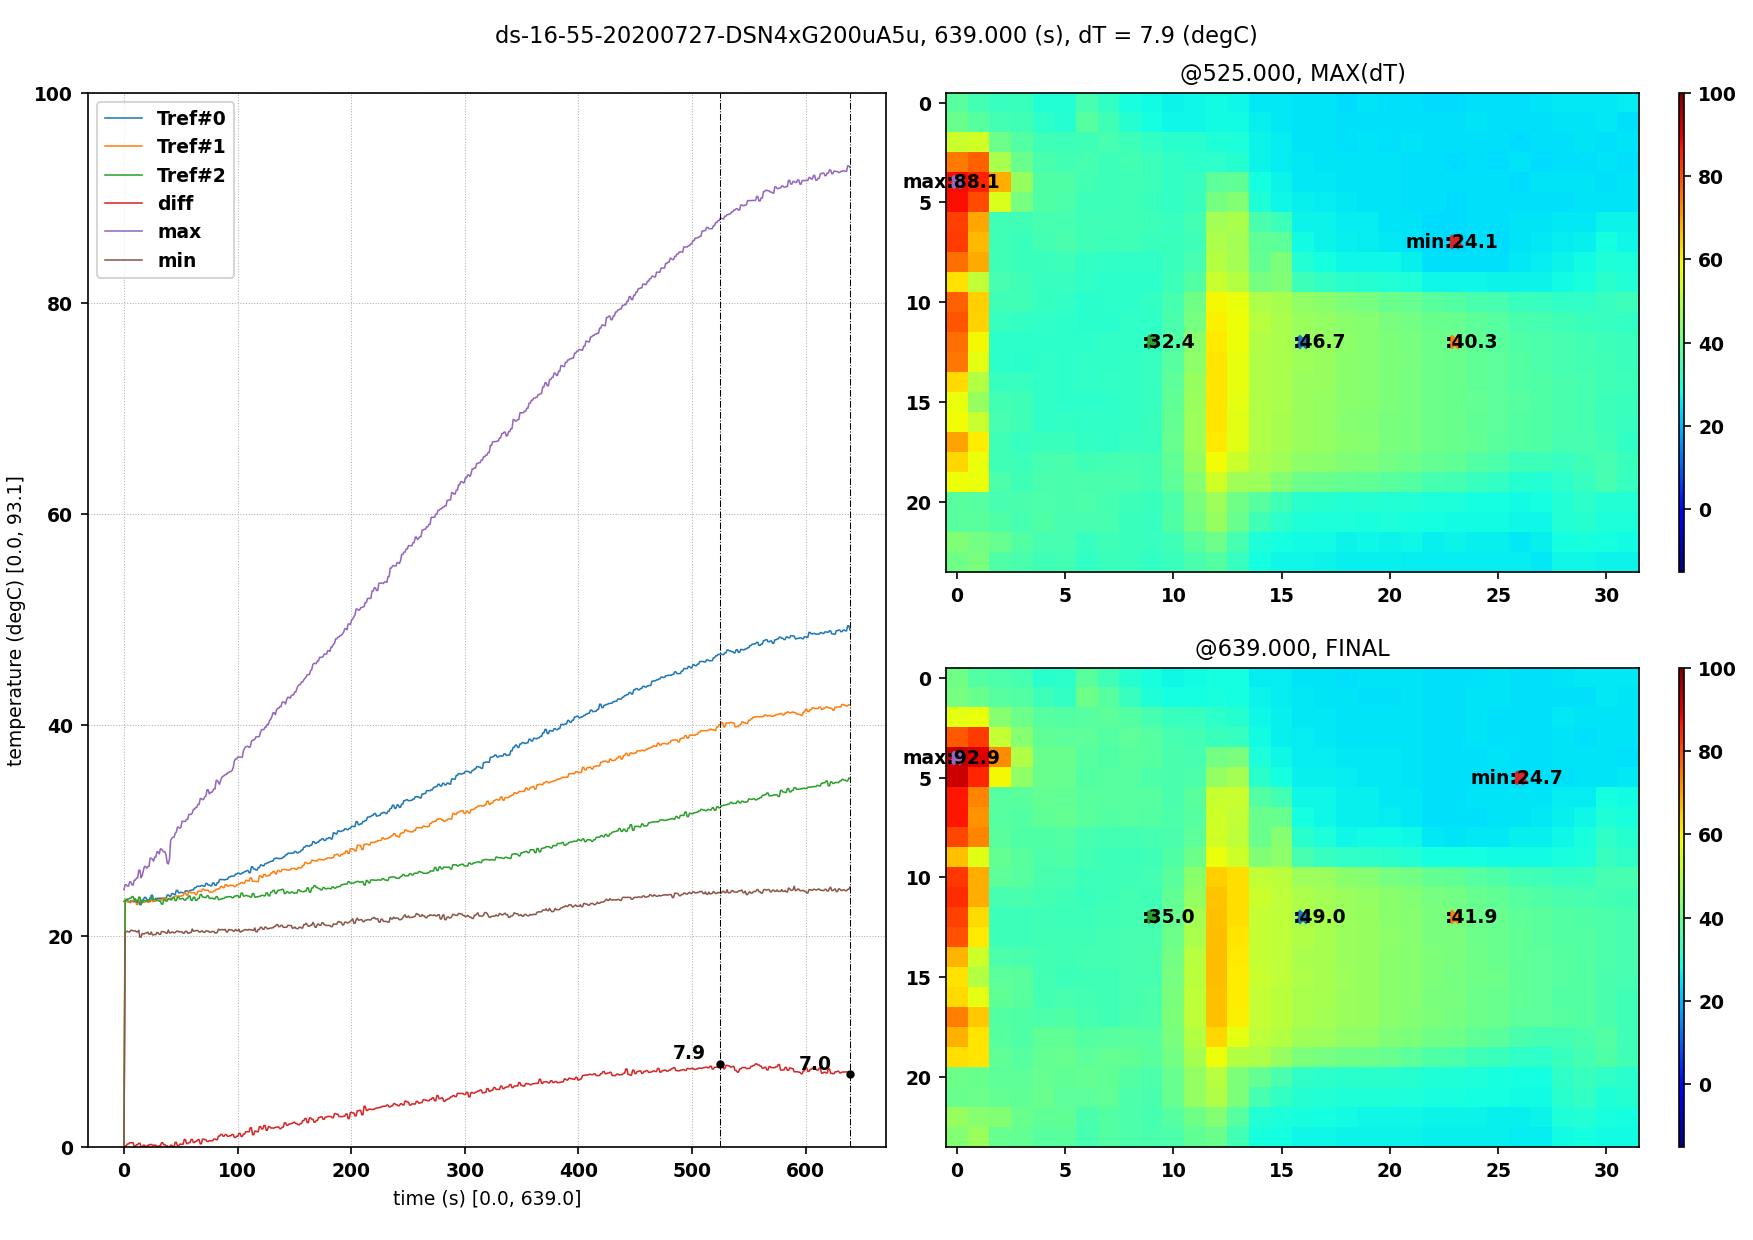 ds-16-55-20200727-DSN4xG200uA5u, 639.000 (s), dT = 7.9 (degC)
temperature (degC) [0.0, 93.1]
100
80
60
40
20
0
Tref#0
Tref#1
Tref#2
diff
max
min
7.9
7.0
0 100 200 300 400 500 600
time (s) [0.0, 639.0]
@525.000, MAX(dT)
0
5
10
15
20
max:88.1
min:24.1
:32.4
:46.7
:40.3
0 5 10 15 20 25 30
100
80
60
40
20
0
@639.000, FINAL
0
5
10
15
20
max:92.9
min:24.7
:35.0
:49.0
:41.9
0 5 10 15 20 25 30
100
80
60
40
20
0